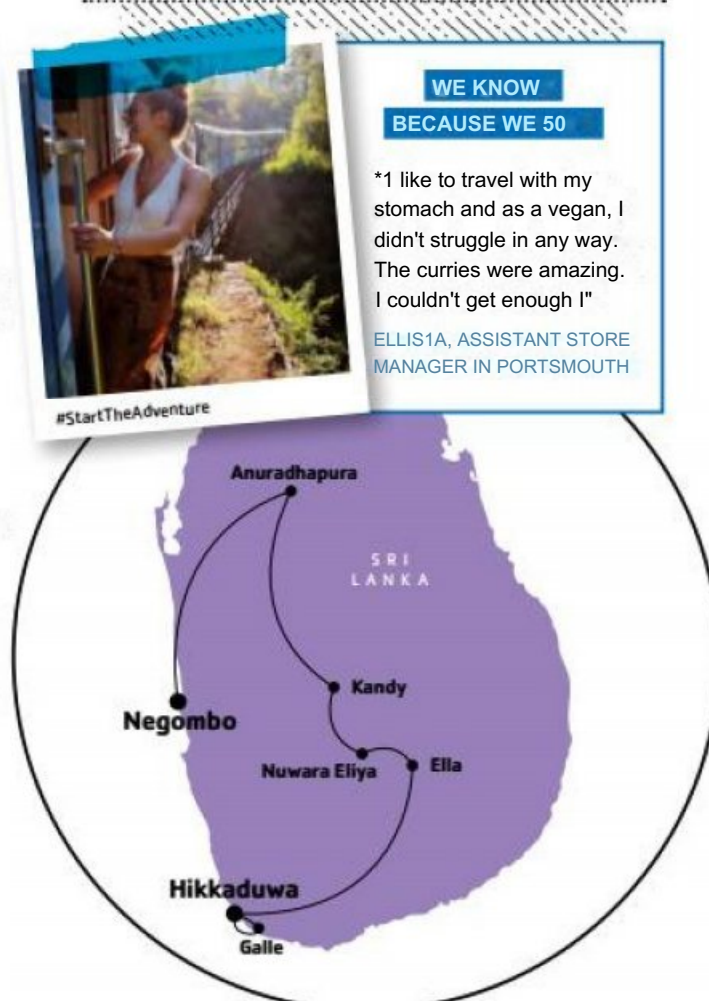 WE KNOW
BECAUSE WE 50
*1 like to travel with my
stomach and as a vegan, I
didn't struggle in any way.
The curries were amazing.
I couldn't get enough I"
ELLIS1A, ASSISTANT STORE
MANAGER IN PORTSMOUTH
#StartTheAdventure
Anuradhapura
SRI
LANKA
Kandy
Negombo
Nuwara Eliya
Ella
Hikkaduwa
Galle